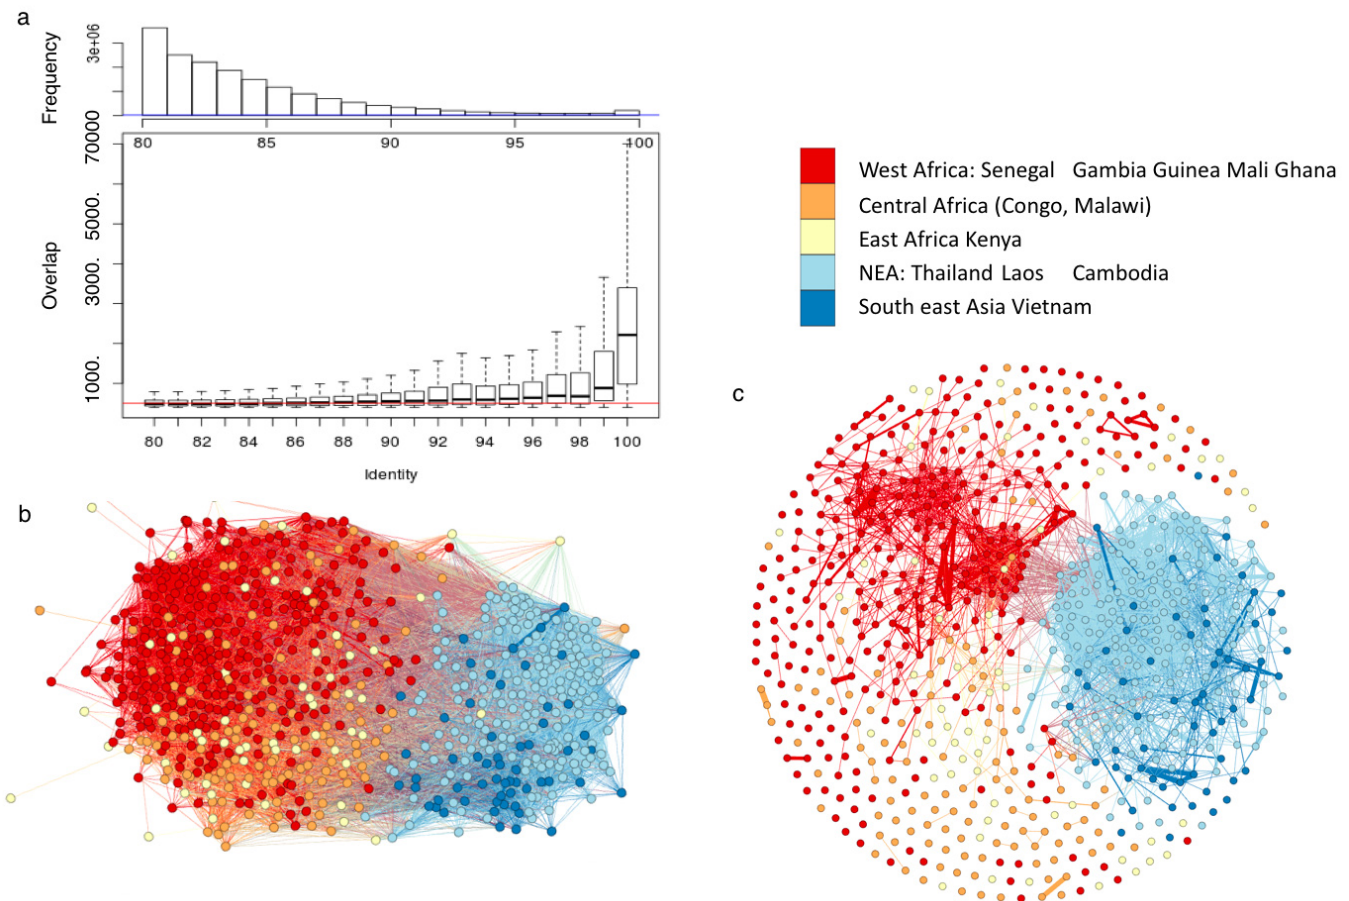 a
Frequency
3e+06
80 85 90 95 100
Overlap
70000
5000.
3000.
1000.
80 82 84 86 88 90 92 94 96 98 100
Identity
West Africa: Senegal Gambia Guinea Mali Ghana
Central Africa (Congo, Malawi)
East Africa Kenya
NEA: Thailand Laos Cambodia
South east Asia Vietnam
b
c